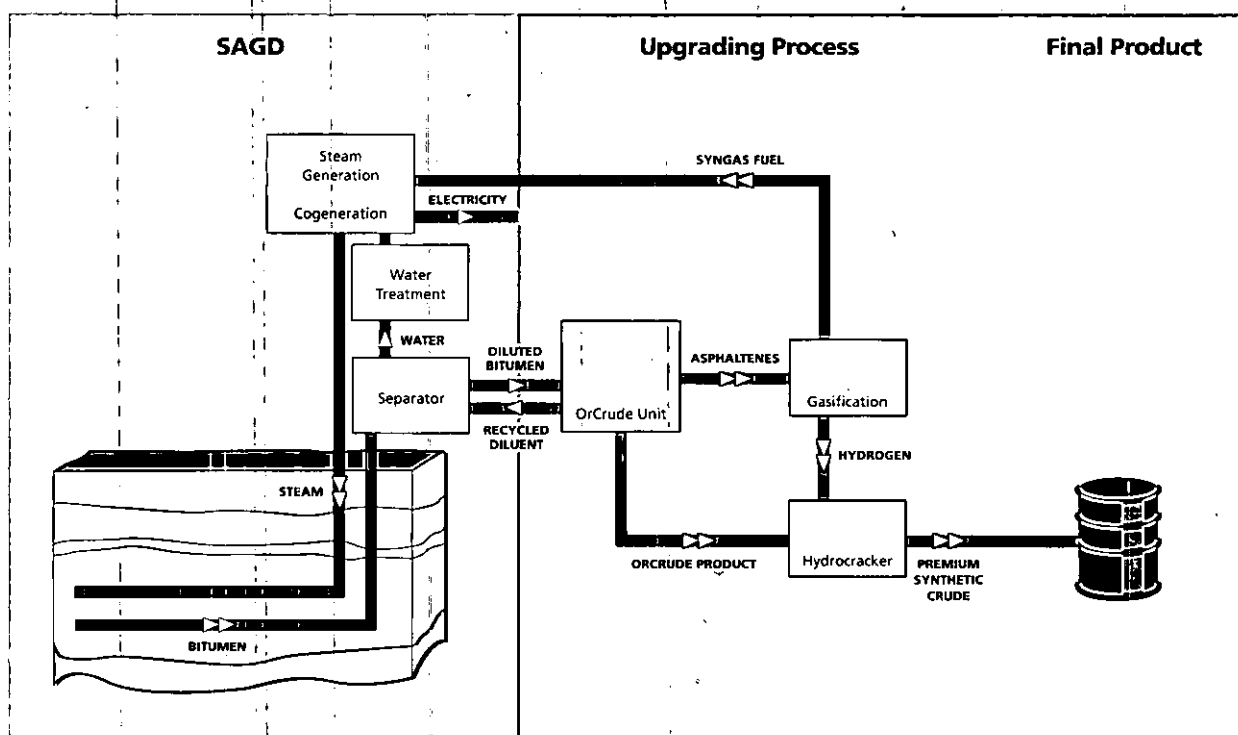 SAGD
Upgrading Process
Final Product
Steam
Generation
Cogeneration
SYNGAS FUEL
ELECTRICITY
Water
Treatment
WATER
DILUTED
BITUMEN
ASPHALTENES
Separator
OrCrude Unit
Gasification
RECYCLED
DILUENT
HYDROGEN
STEAM
Hydrocracker
ORCRUDE PRODUCT
PREMIUM
SYNTHETIC
CRUDE
BITUMEN